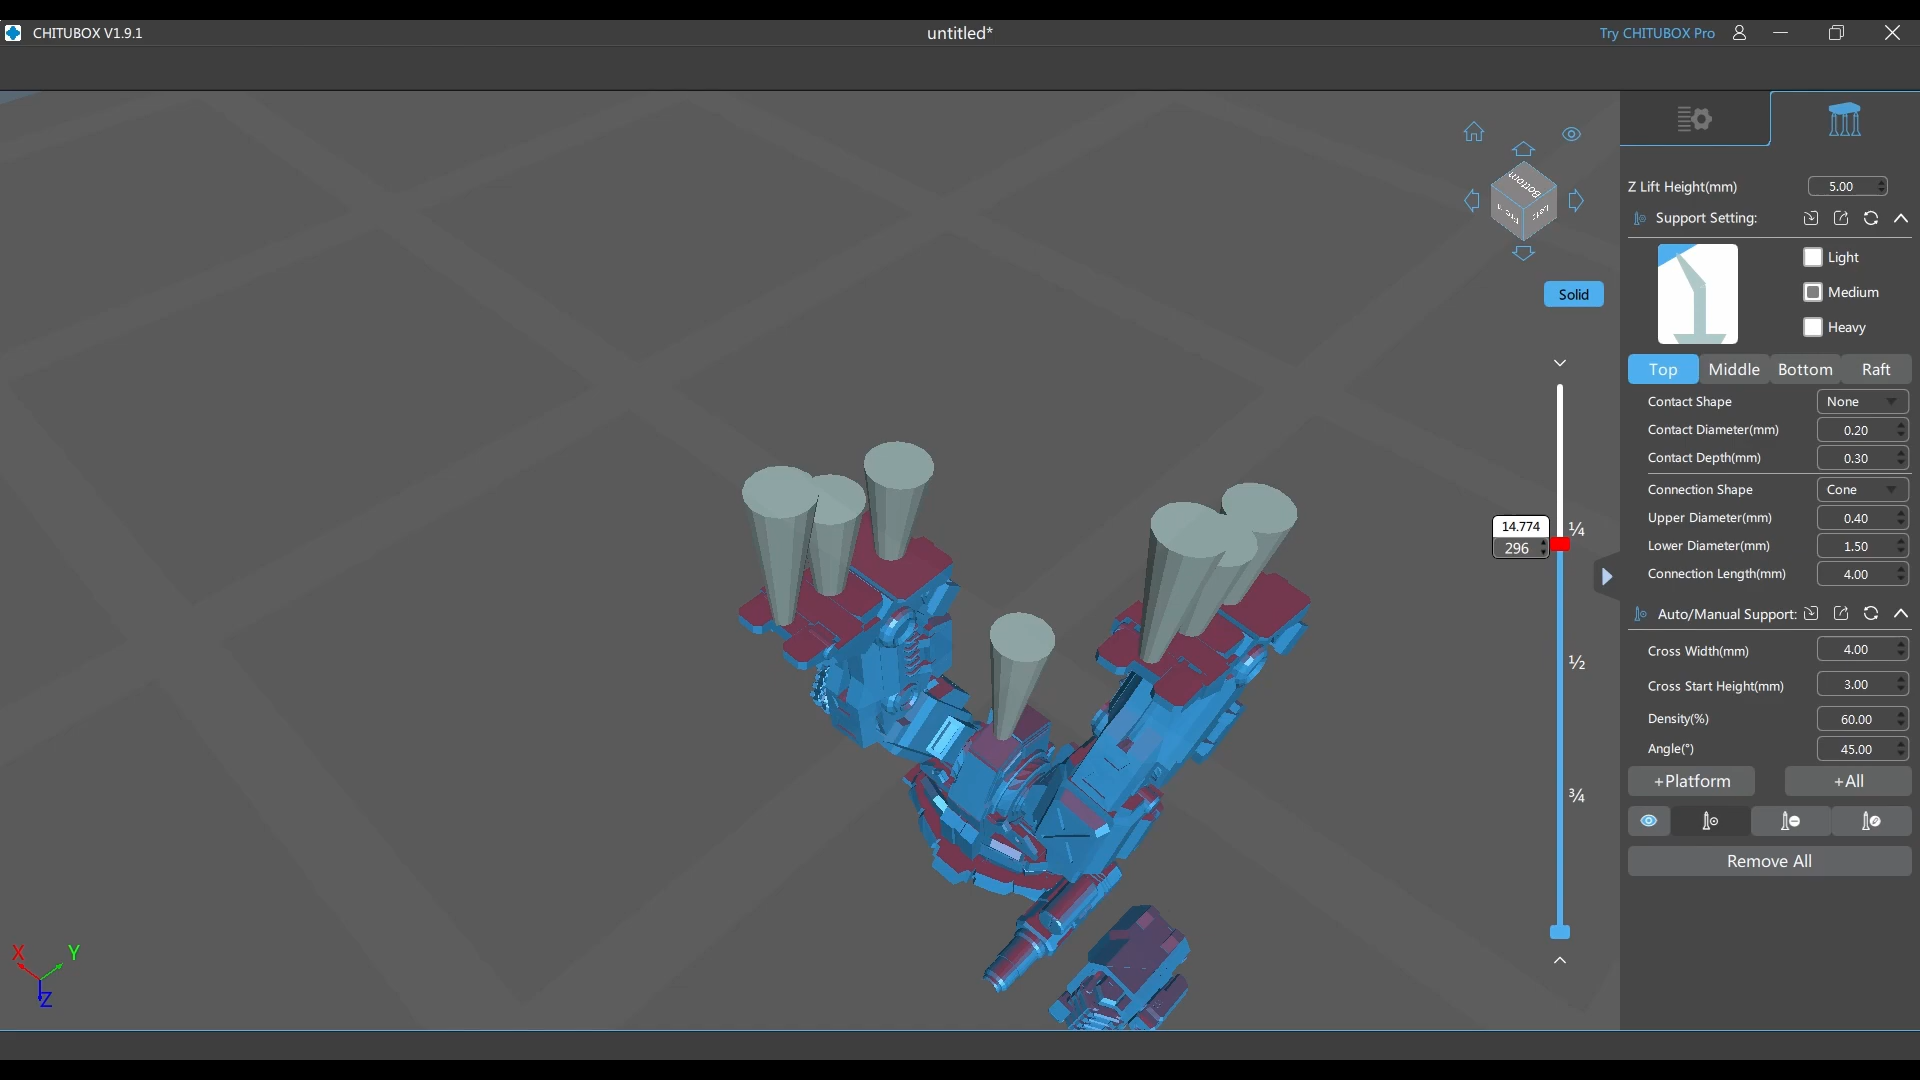 CHITUBOX V1.9.1
untitled*
Try CHITUBOX Pro
Bottom
Solid
14.774
296
¼
½
¾
X
Y
Z
Z Lift Height(mm) 5.00
Support Setting:
Light
Medium
Heavy
Top Middle Bottom Raft
Contact Shape None
Contact Diameter(mm) 0.20
Contact Depth(mm) 0.30
Connection Shape Cone
Upper Diameter(mm) 0.40
Lower Diameter(mm) 1.50
Connection Length(mm) 4.00
Auto/Manual Support:
Cross Width(mm) 4.00
Cross Start Height(mm) 3.00
Density(%) 60.00
Angle(°) 45.00
+Platform +All
Remove All